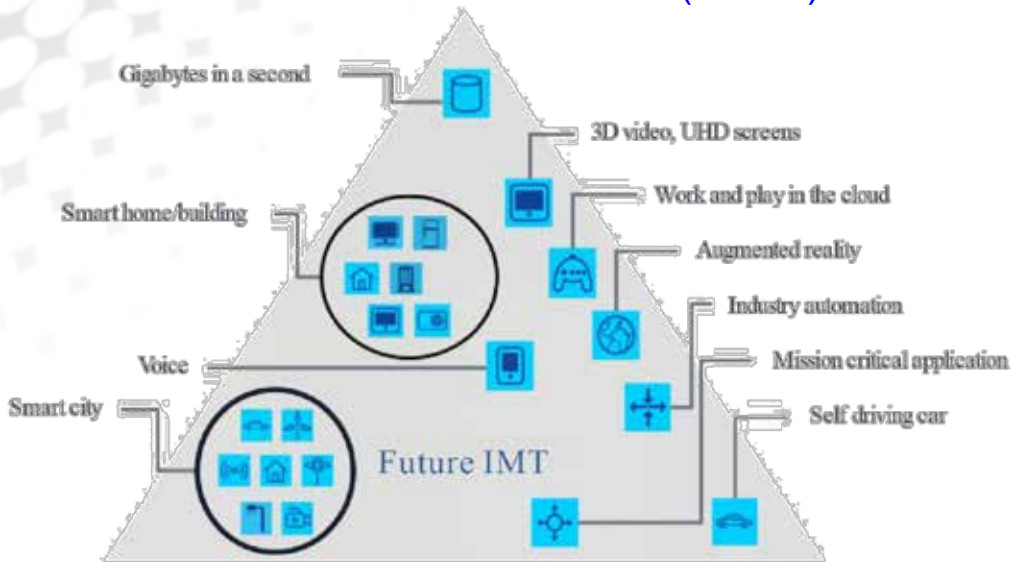 Gigabytes in a second
3D video, UHD screens
Work and play in the cloud
Smart home/building
Augmented reality
Industry automation
Voice
Mission critical application
Smart city
Self driving car
Future IMT